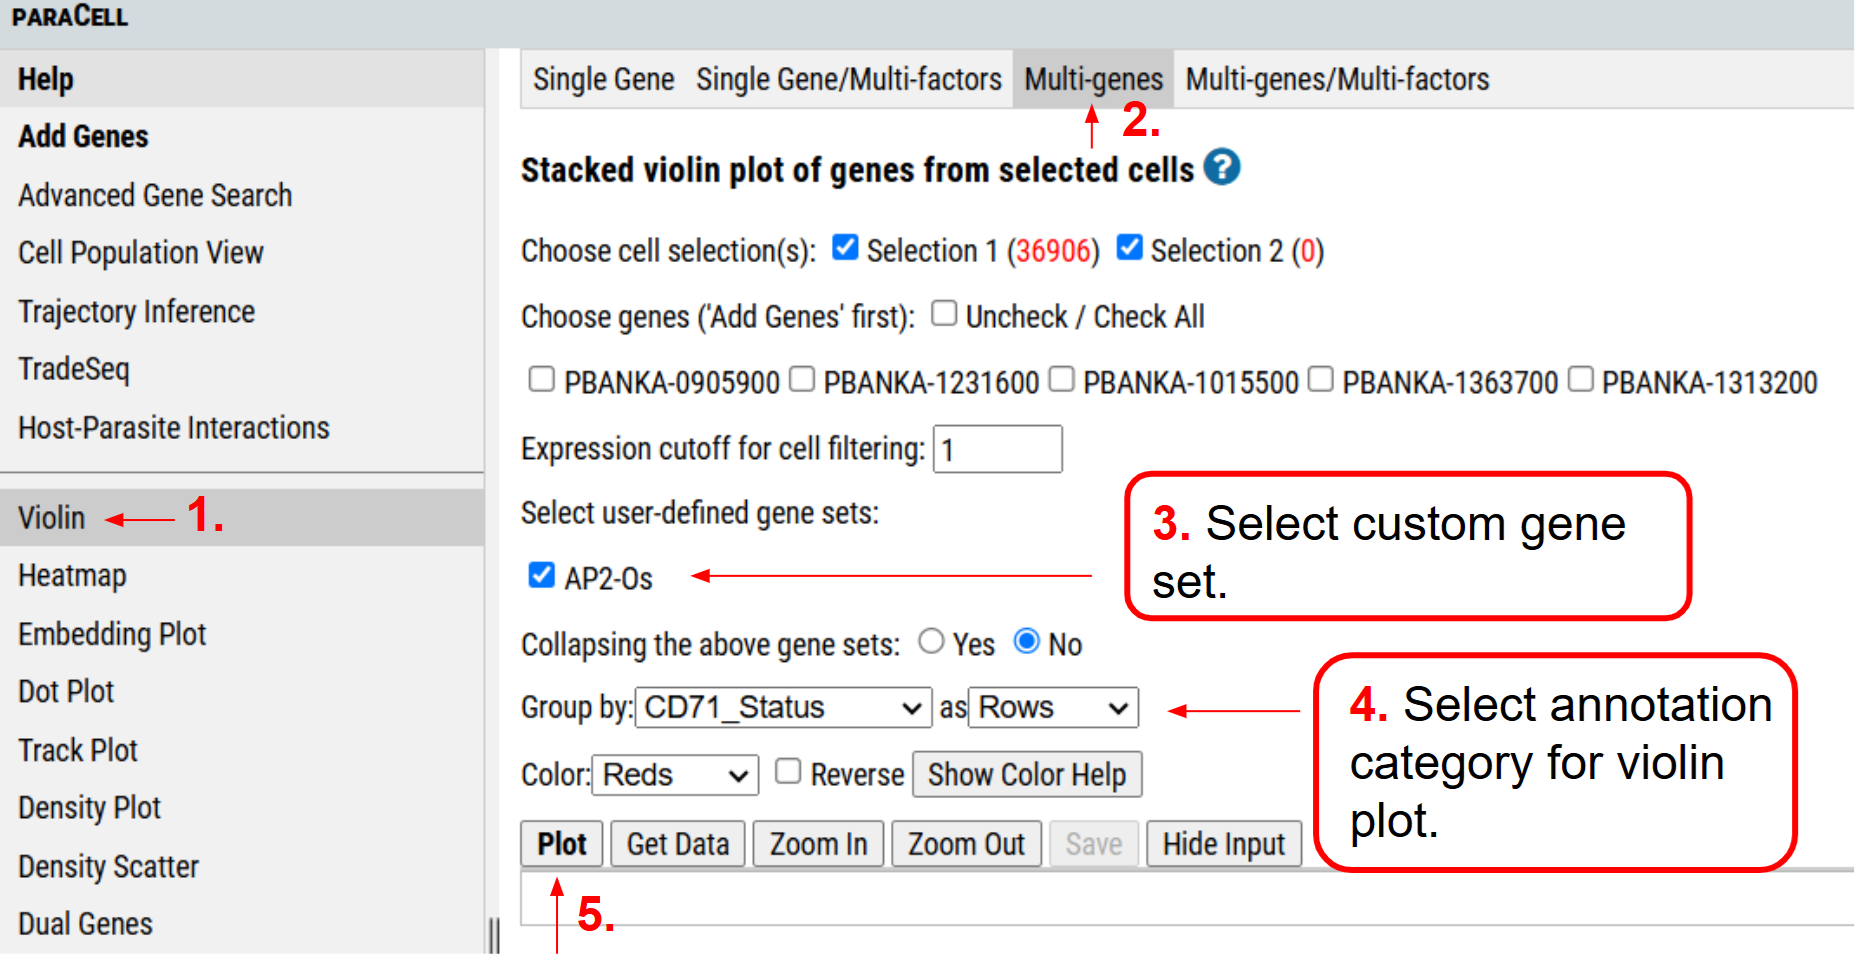 PARACELL
Help
Add Genes
Advanced Gene Search
Cell Population View
Trajectory Inference
TradeSeq
Host-Parasite Interactions
Violin 1.
Heatmap
Embedding Plot
Dot Plot
Track Plot
Density Plot
Density Scatter
Dual Genes
Single Gene Single Gene/Multi-factors Multi-genes Multi-genes/Multi-factors
2.
Stacked violin plot of genes from selected cells ?
Choose cell selection(s): Selection 1 (36906) Selection 2 (0)
Choose genes ('Add Genes' first): Uncheck / Check All
PBANKA-0905900 PBANKA-1231600 PBANKA-1015500 PBANKA-1363700 PBANKA-1313200
Expression cutoff for cell filtering: 1
Select user-defined gene sets:
AP2-Os
3. Select custom gene
set.
Collapsing the above gene sets: Yes No
Group by: CD71_Status as Rows
4. Select annotation
category for violin
plot.
Color: Reds Reverse Show Color Help
Plot Get Data Zoom In Zoom Out Save Hide Input
5.